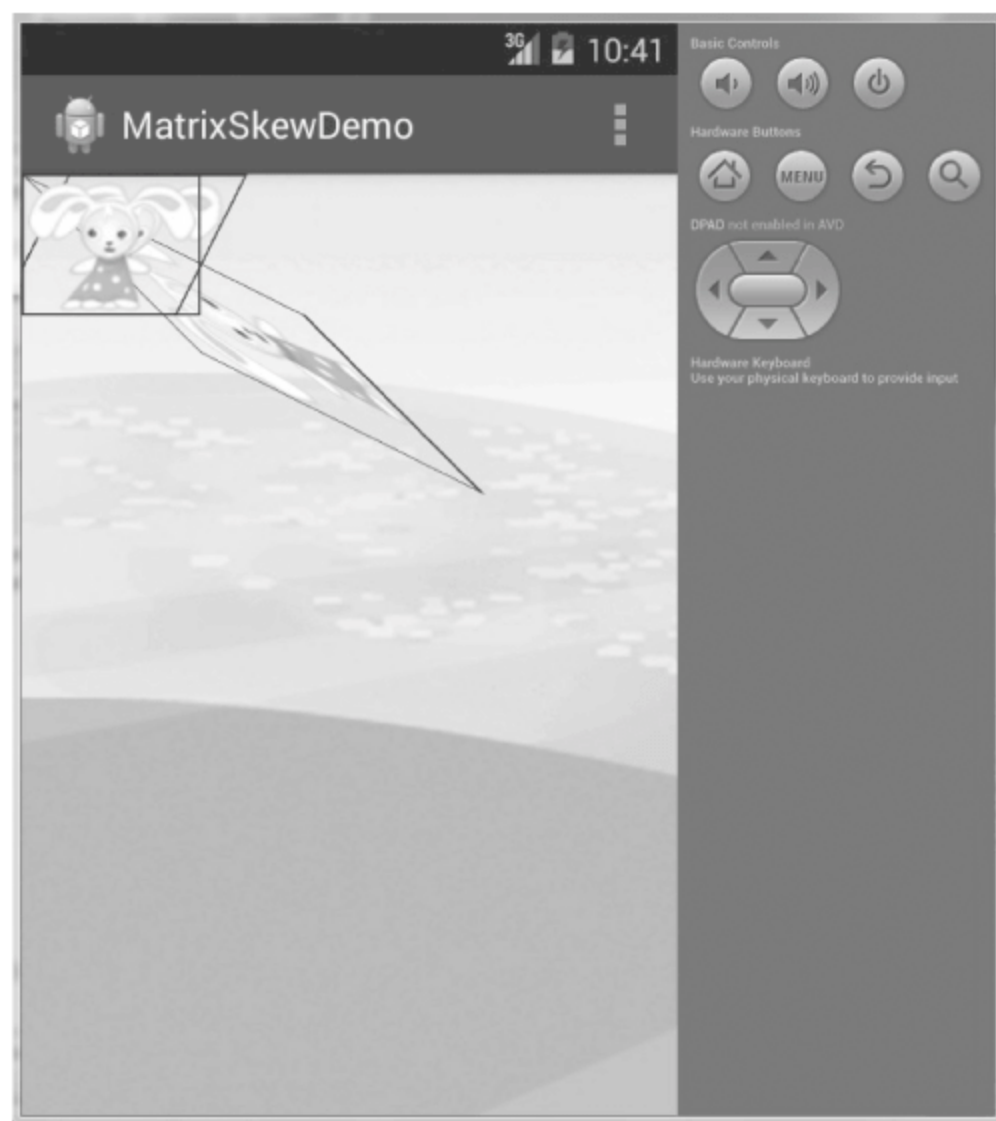 3G 10:41
MatrixSkewDemo
Basic Controls
Hardware Buttons
MENU
DPAD not enabled in AVD
Hardware Keyboard
Use your physical keyboard to provide input